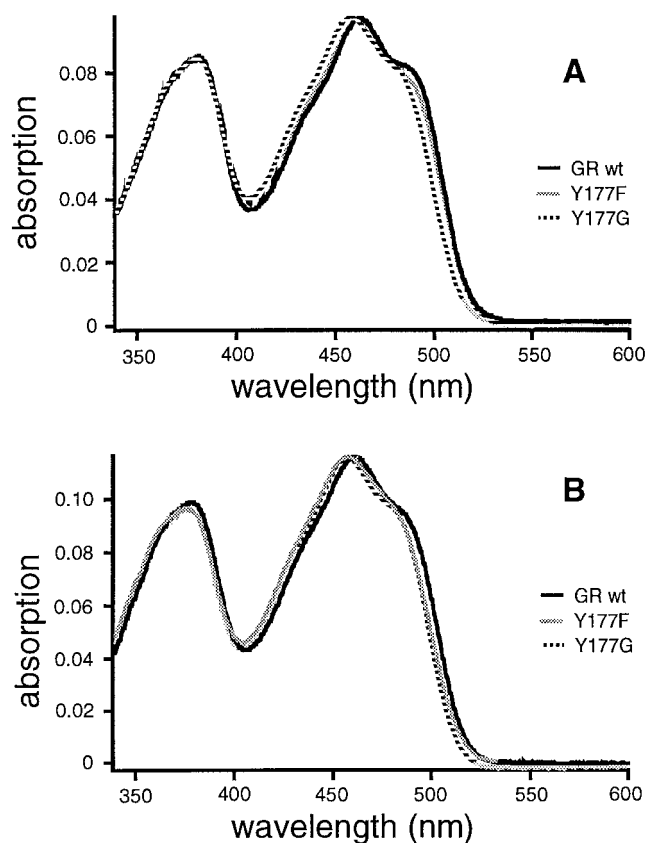 A
absorption
0.08
0.06
0.04
0.02
0
GR wt
Y177F
Y177G
350 400 450 500 550 600
wavelength (nm)
B
absorption
0.10
0.08
0.06
0.04
0.02
0
GR wt
Y177F
Y177G
350 400 450 500 550 600
wavelength (nm)